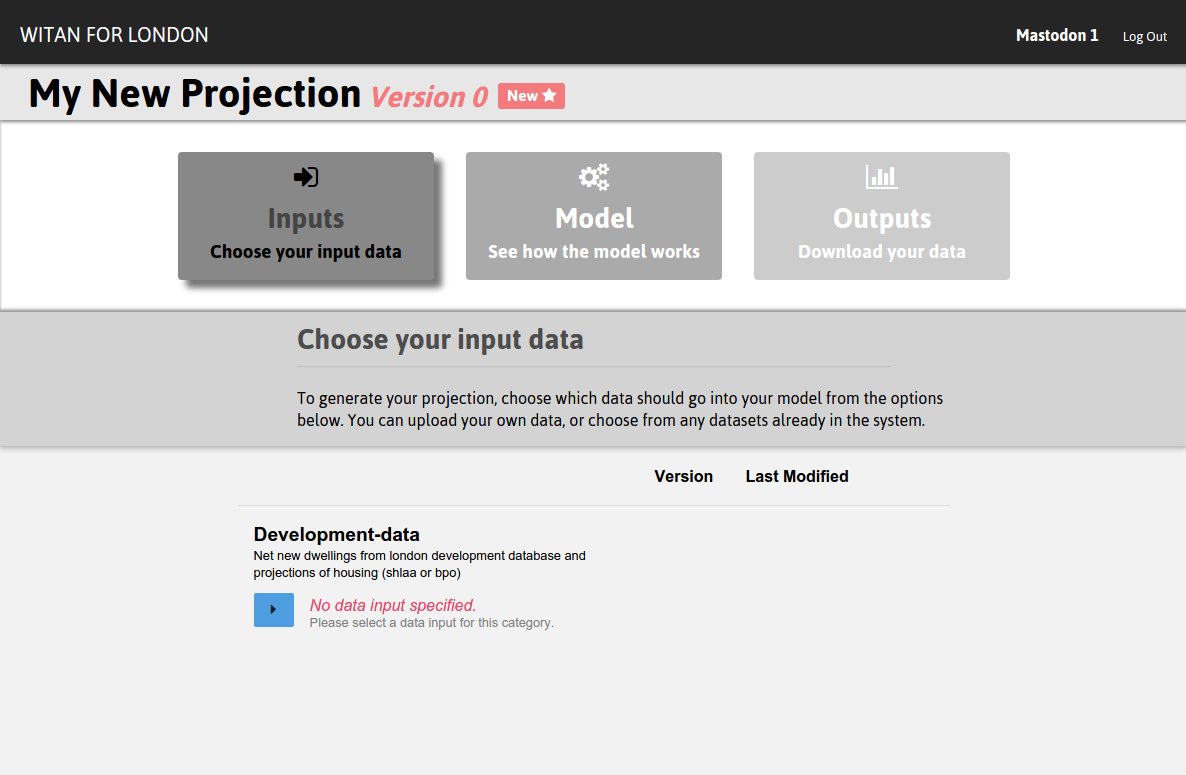 WITAN FOR LONDON
Mastodon 1
Log Out
My New Projection Version 0 New
Inputs
Choose your input data
Model
See how the model works
Outputs
Download your data
Choose your input data
To generate your projection, choose which data should go into your model from the options
below. You can upload your own data, or choose from any datasets already in the system.
Version Last Modified
Development-data
Net new dwellings from london development database and
projections of housing (shlaa or bpo)
No data input specified.
Please select a data input for this category.